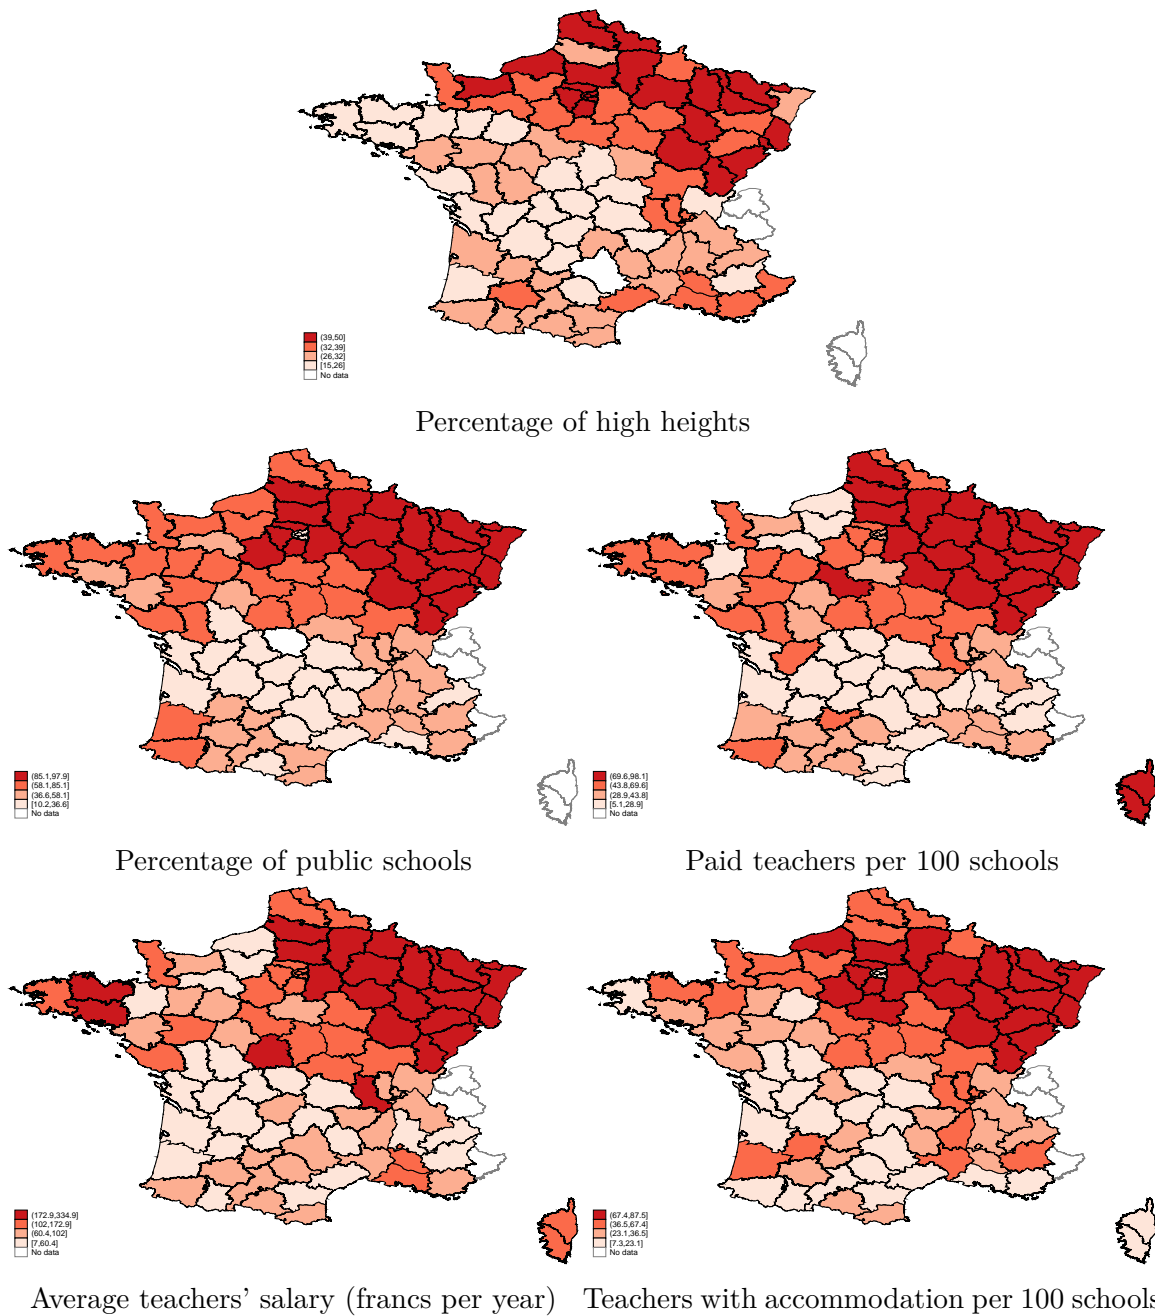 (39,50]
(32,39]
(26,32]
[15,26]
No data
Percentage of high heights
(85.1,97.9]
(58.1,85.1]
(36.6,58.1]
[10.2,36.6]
No data
Percentage of public schools
(69.6,98.1]
(43.8,69.6]
(28.9,43.8]
[5.1,28.9]
No data
Paid teachers per 100 schools
(172.9,334.9]
(102,172.9]
(60.4,102]
[7,60.4]
No data
Average teachers' salary (francs per year)
(67.4,87.5]
(36.5,67.4]
(23.1,36.5]
[7.3,23.1]
No data
Teachers with accommodation per 100 schools